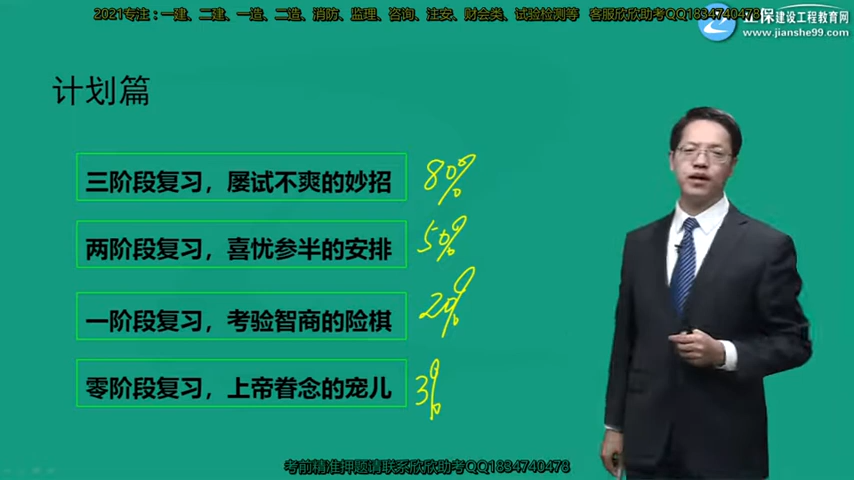 2021专注：一建、二建、一造、二造、消防、监理、咨询、注安、财会类、试验检测等 客服欣欣助考QQ1834740478
建设工程教育网
www.jianshe99.com
计划篇
三阶段复习，屡试不爽的妙招 80%
两阶段复习，喜忧参半的安排 50%
一阶段复习，考验智商的险棋 20%
零阶段复习，上帝眷念的宠儿 3%
考前精准押题请联系欣欣助考QQ1834740478